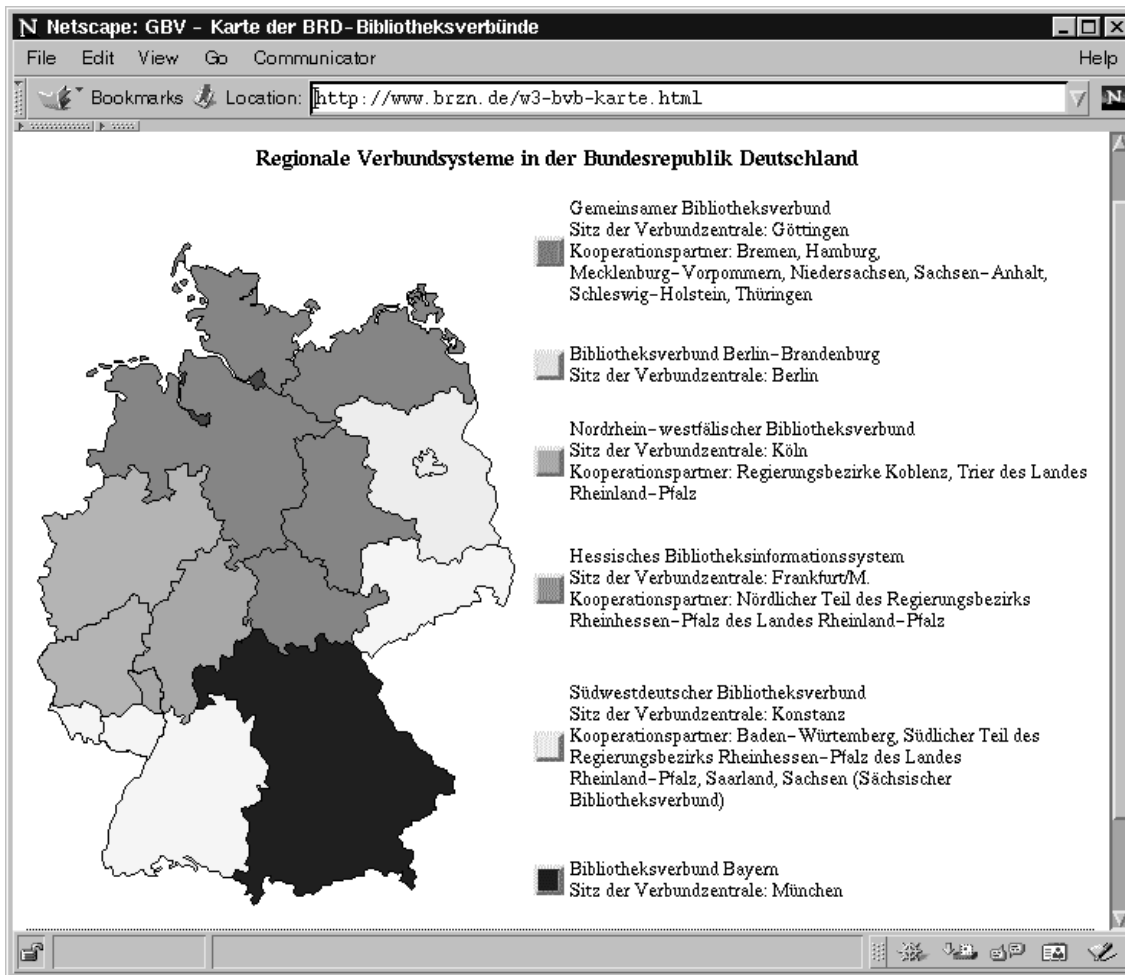 N Netscape: GBV - Karte der BRD-Bibliotheksverbünde
File Edit View Go Communicator Help
Bookmarks Location: http://www.brzn.de/w3-bvb-karte.html N
Regionale Verbundsysteme in der Bundesrepublik Deutschland
Gemeinsamer Bibliotheksverbund
Sitz der Verbundzentrale: Göttingen
Kooperationspartner: Bremen, Hamburg,
Mecklenburg-Vorpommern, Niedersachsen, Sachsen-Anhalt,
Schleswig-Holstein, Thüringen
Bibliotheksverbund Berlin-Brandenburg
Sitz der Verbundzentrale: Berlin
Nordrhein-westfälischer Bibliotheksverbund
Sitz der Verbundzentrale: Köln
Kooperationspartner: Regierungsbezirke Koblenz, Trier des Landes
Rheinland-Pfalz
Hessisches Bibliotheksinformationssystem
Sitz der Verbundzentrale: Frankfurt/M.
Kooperationspartner: Nördlicher Teil des Regierungsbezirks
Rheinhessen-Pfalz des Landes Rheinland-Pfalz
Südwestdeutscher Bibliotheksverbund
Sitz der Verbundzentrale: Konstanz
Kooperationspartner: Baden-Würtemberg, Südlicher Teil des
Regierungsbezirks Rheinhessen-Pfalz des Landes
Rheinland-Pfalz, Saarland, Sachsen (Sächsischer
Bibliotheksverbund)
Bibliotheksverbund Bayern
Sitz der Verbundzentrale: München